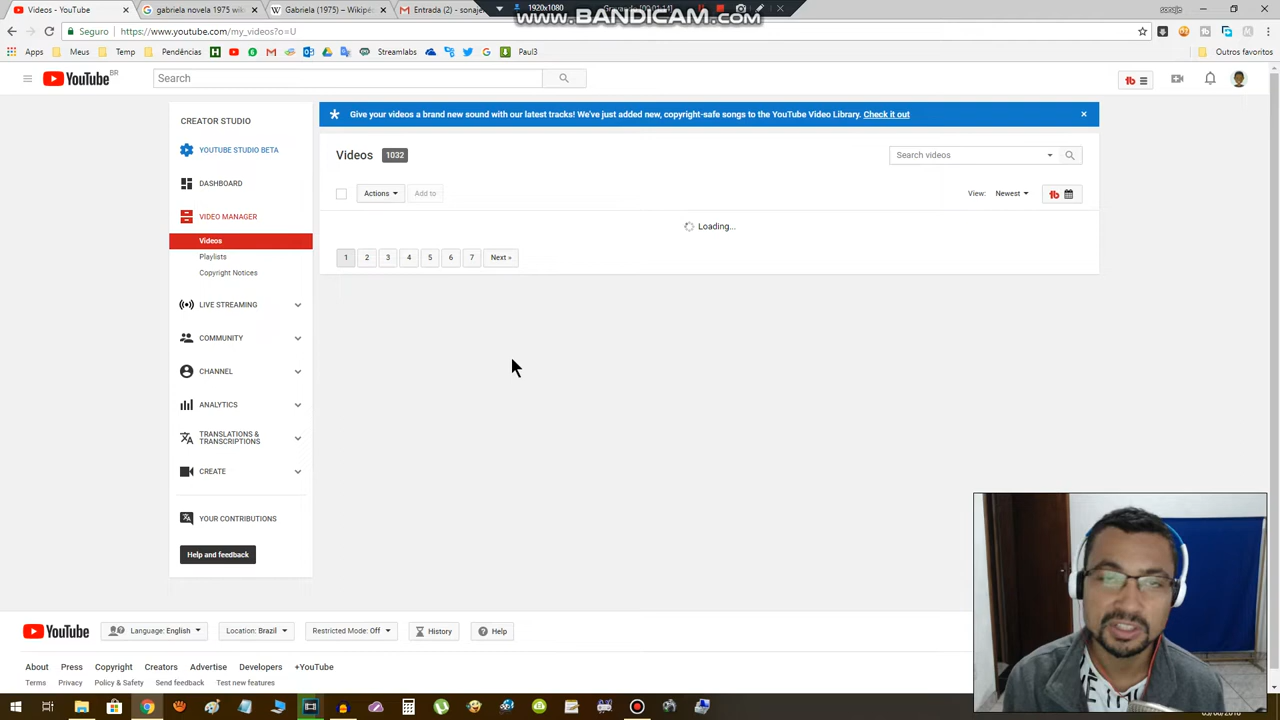 Videos - YouTube
gabriela novela 1975 wiki
Gabriela (1975) – Wikipéd
Entrada (2) - sonaje
1920x1080
www.BANDICAM.com
Seguro
https://www.youtube.com/my_videos?o=U
Apps
Meus
Temp
Pendências
Streamlabs
Paul3
Outros favoritos
YouTube BR
Search
CREATOR STUDIO
Give your videos a brand new sound with our latest tracks! We've just added new, copyright-safe songs to the YouTube Video Library. Check it out
YOUTUBE STUDIO BETA
Videos 1032
Search videos
DASHBOARD
Actions
Add to
View: Newest
VIDEO MANAGER
Loading...
Videos
Playlists
1 2 3 4 5 6 7 Next »
Copyright Notices
LIVE STREAMING
COMMUNITY
CHANNEL
ANALYTICS
TRANSLATIONS &
TRANSCRIPTIONS
CREATE
YOUR CONTRIBUTIONS
Help and feedback
YouTube
Language: English
Location: Brazil
Restricted Mode: Off
History
Help
About Press Copyright Creators Advertise Developers +YouTube
Terms Privacy Policy & Safety Send feedback Test new features